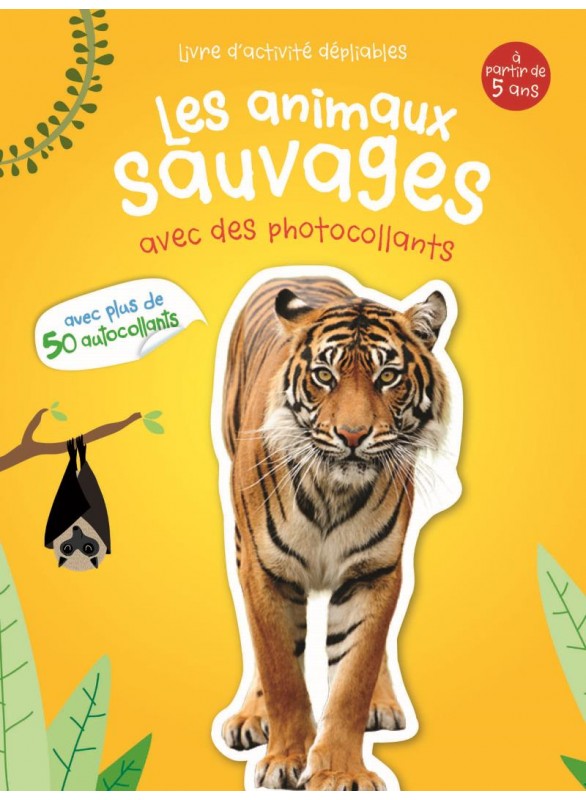 Livre d'activité dépliables
à
partir de
5 ans
Les animaux
sauvages
avec des photocollants
avec plus de
50 autocollants